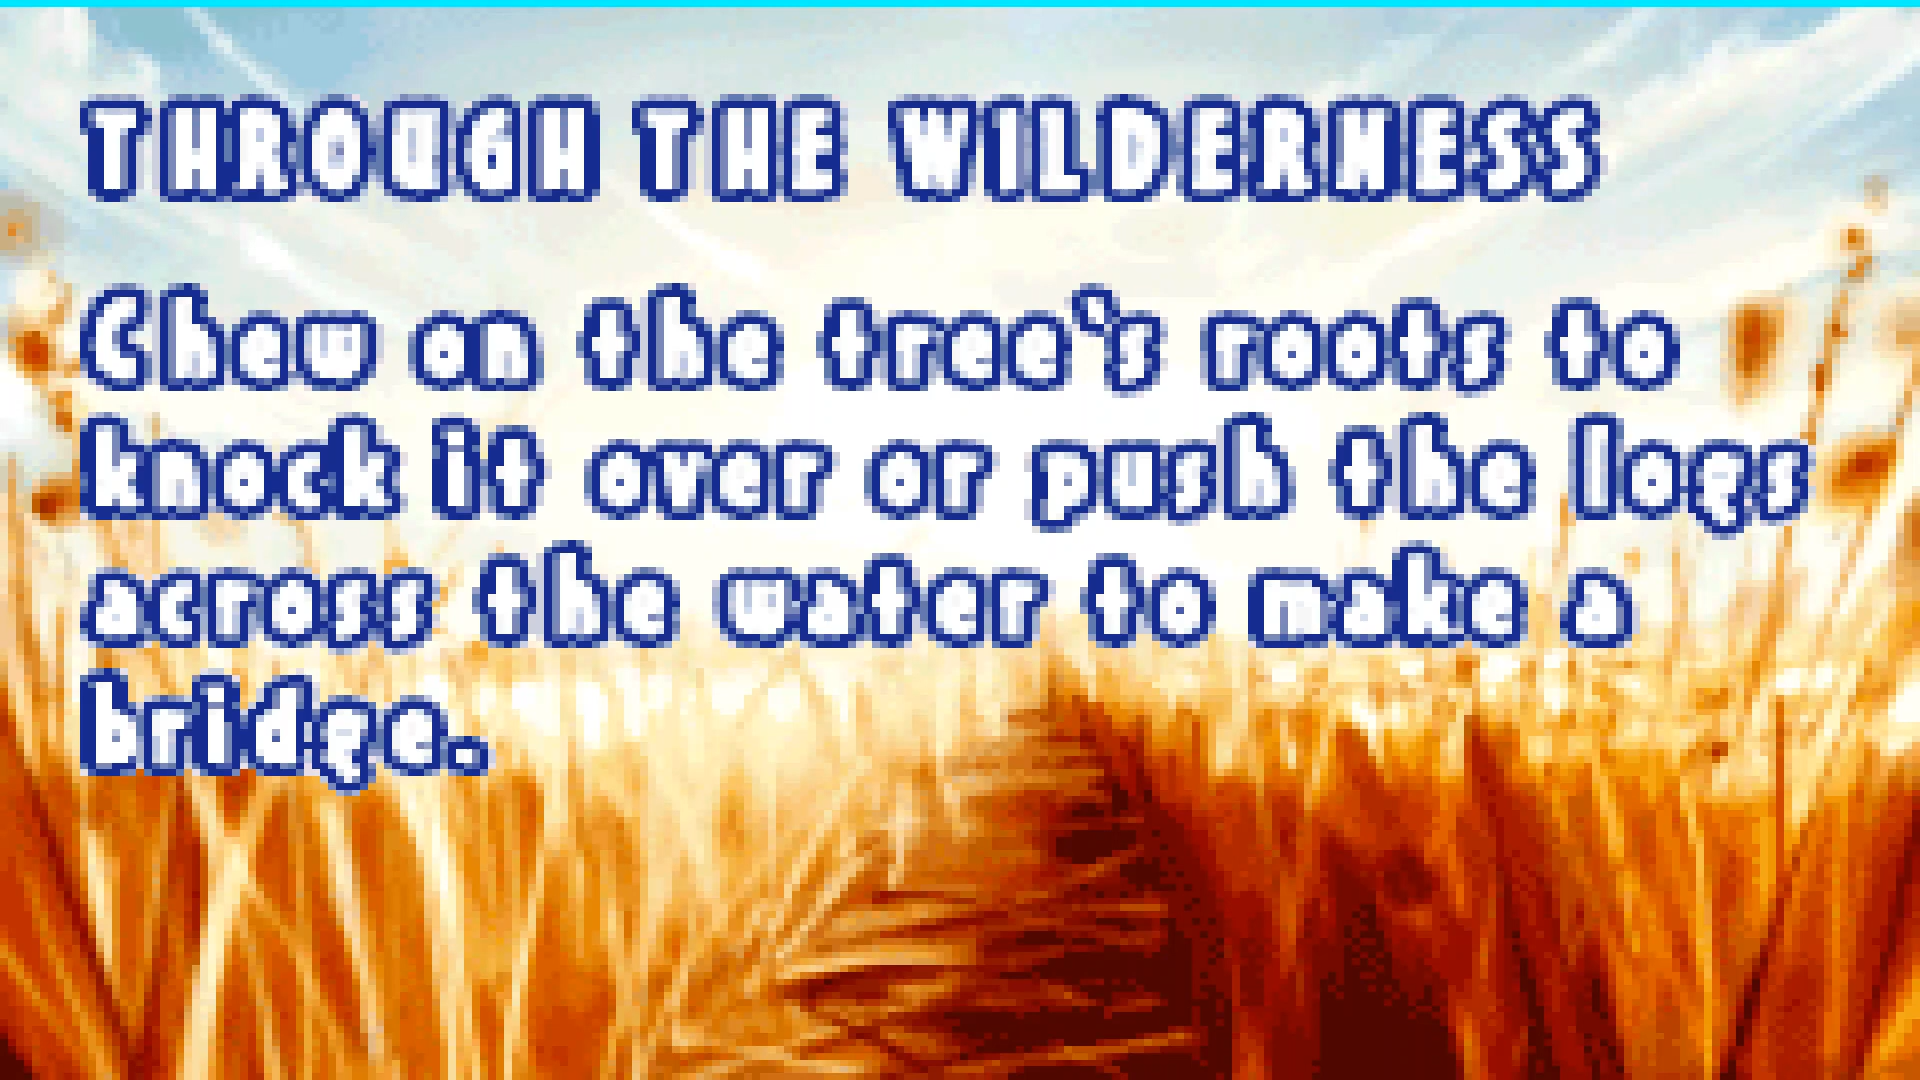 THROUGH THE WILDERNESS
Chew on the tree's roots to
knock it over or push the logs
across the water to make a
bridge.